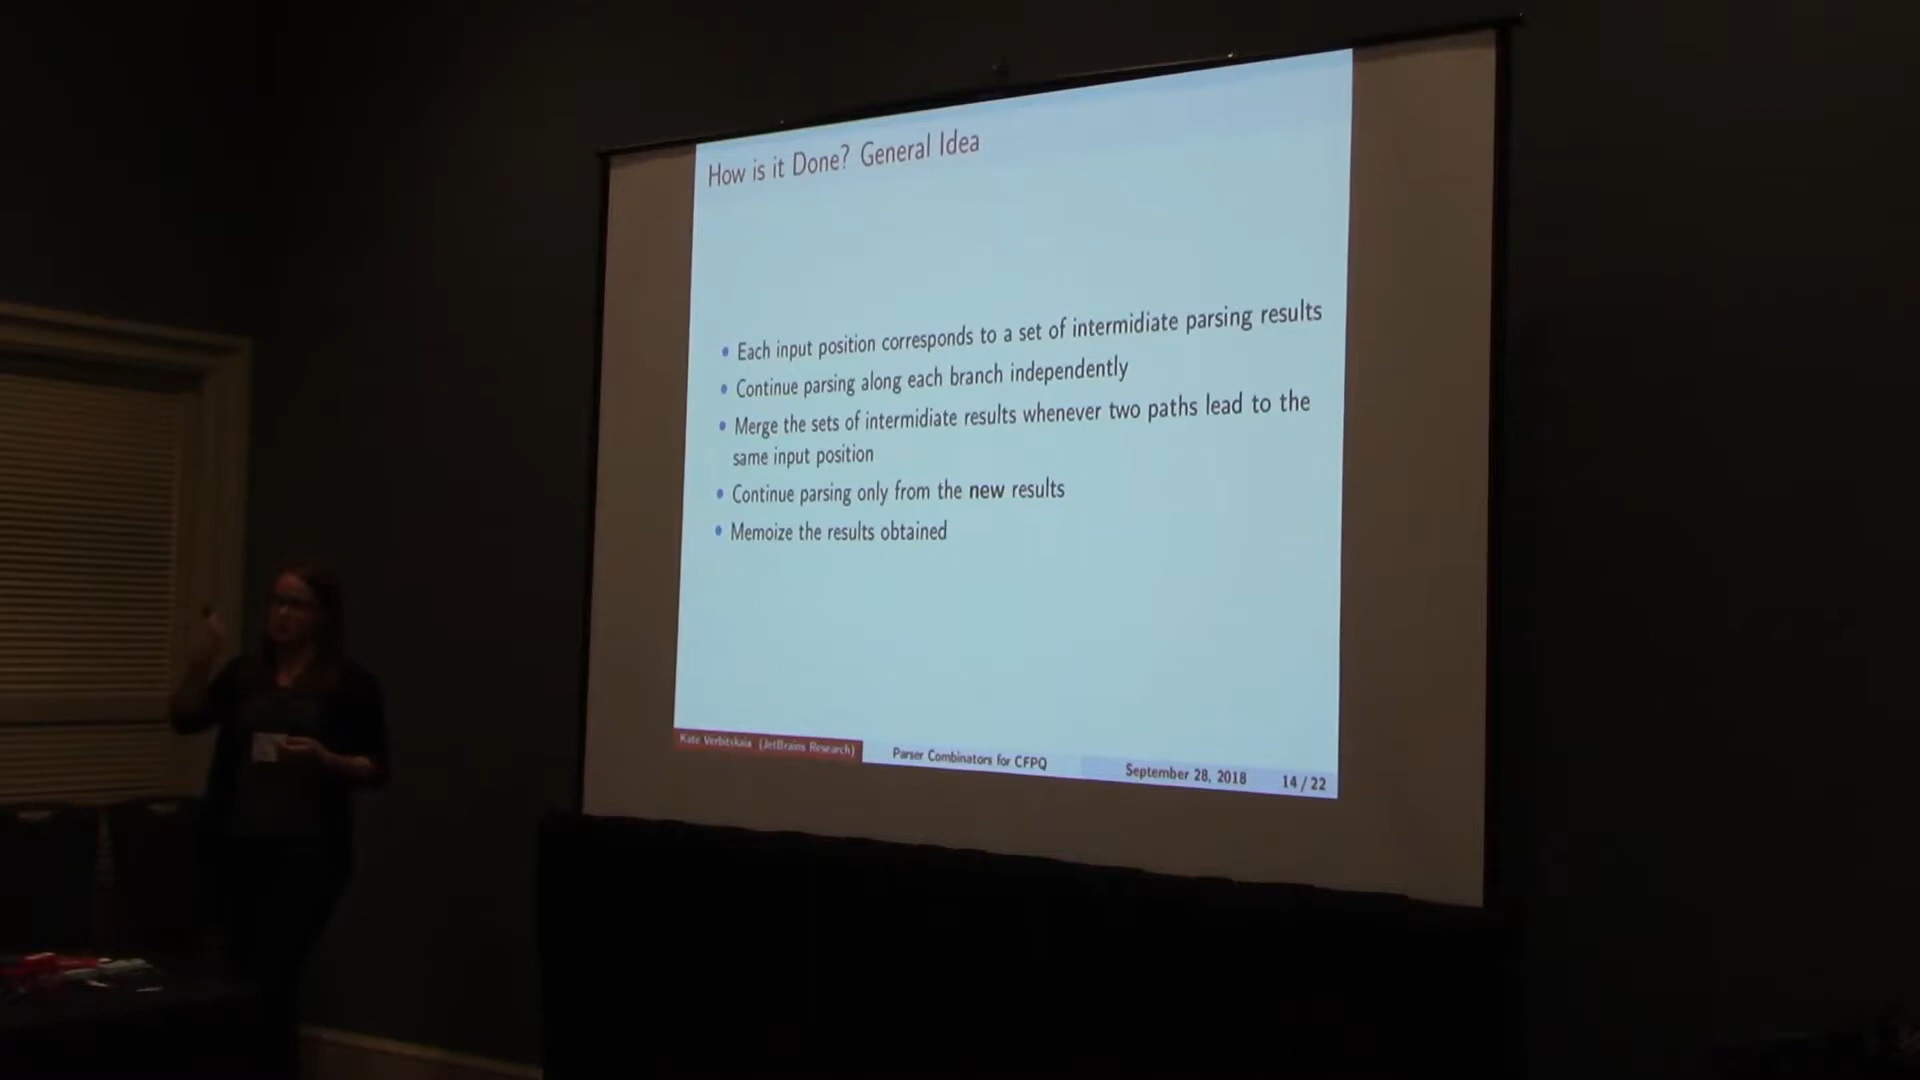 How is it Done? General Idea
• Each input position corresponds to a set of intermidiate parsing results
• Continue parsing along each branch independently
• Merge the sets of intermidiate results whenever two paths lead to the
same input position
• Continue parsing only from the new results
• Memoize the results obtained
Kate Verbitskaia (JetBrains Research) Parser Combinators for CFPQ September 28, 2018 14 / 22